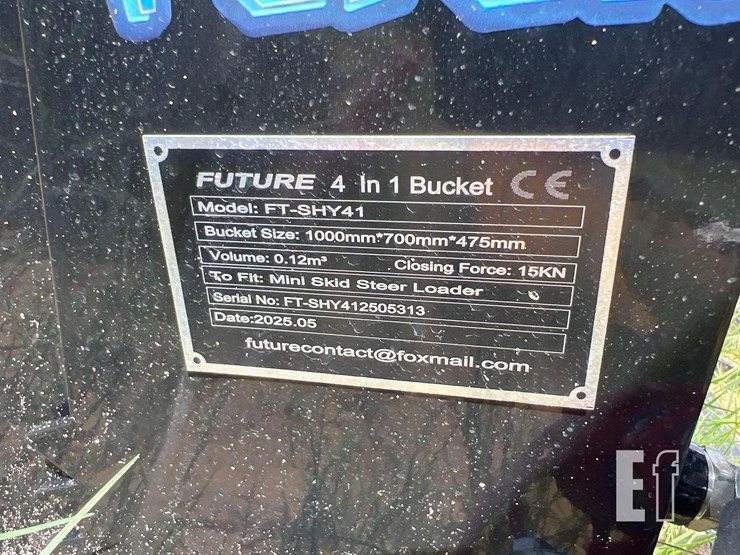 FUTURE 4 In 1 Bucket CE
Model: FT-SHY41
Bucket Size: 1000mm*700mm*475mm
Volume: 0.12m³ Closing Force: 15KN
To Fit: Mini Skid Steer Loader
Serial No: FT-SHY412505313
Date:2025.05
futurecontact@foxmail.com
Ef